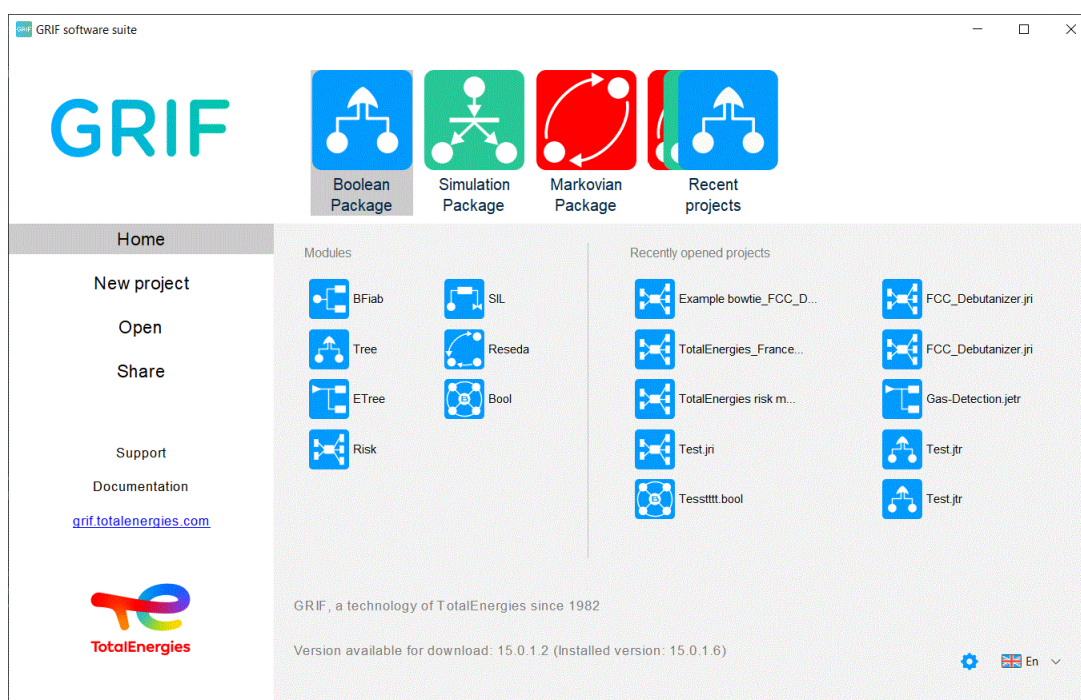 GRIF software suite
GRIF
Boolean Package
Simulation Package
Markovian Package
Recent projects
Home
New project
Open
Share
Support
Documentation
grif.totalenergies.com
TotalEnergies
Modules
BFiab
SIL
Tree
Reseda
ETree
Bool
Risk
Recently opened projects
Example bowtie_FCC_D...
FCC_Debutanizer.jri
TotalEnergies_France...
FCC_Debutanizer.jri
TotalEnergies risk m...
Gas-Detection.jetr
Test.jri
Test.jtr
Tesstttt.bool
Test.jtr
GRIF, a technology of TotalEnergies since 1982
Version available for download: 15.0.1.2 (Installed version: 15.0.1.6)
En